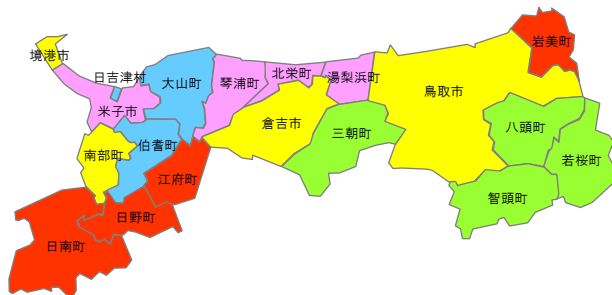 岩美町
境港市
日吉津村
大山町
琴浦町
北栄町
湯梨浜町
鳥取市
米子市
倉吉市
三朝町
八頭町
南部町
伯耆町
若桜町
江府町
智頭町
日野町
日南町